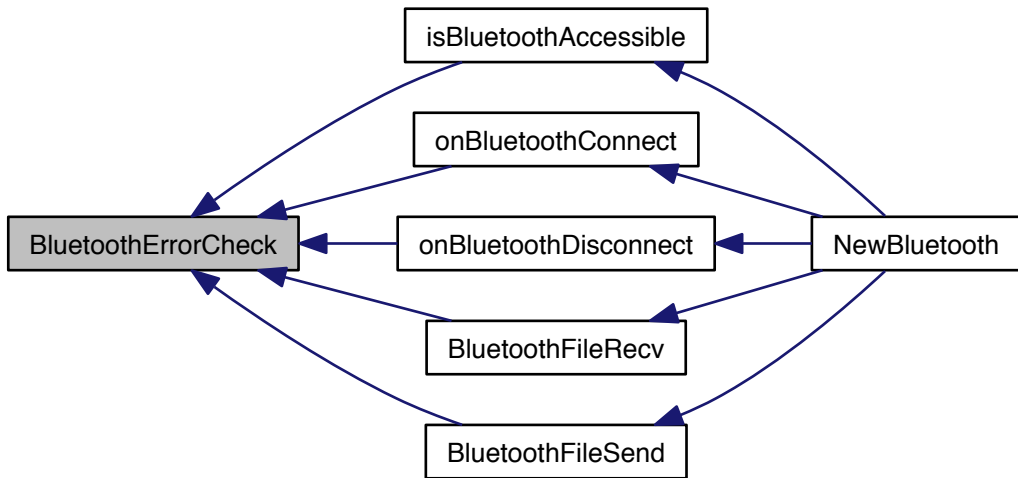 isBluetoothAccessible
onBluetoothConnect
BluetoothErrorCheck
onBluetoothDisconnect
NewBluetooth
BluetoothFileRecv
BluetoothFileSend